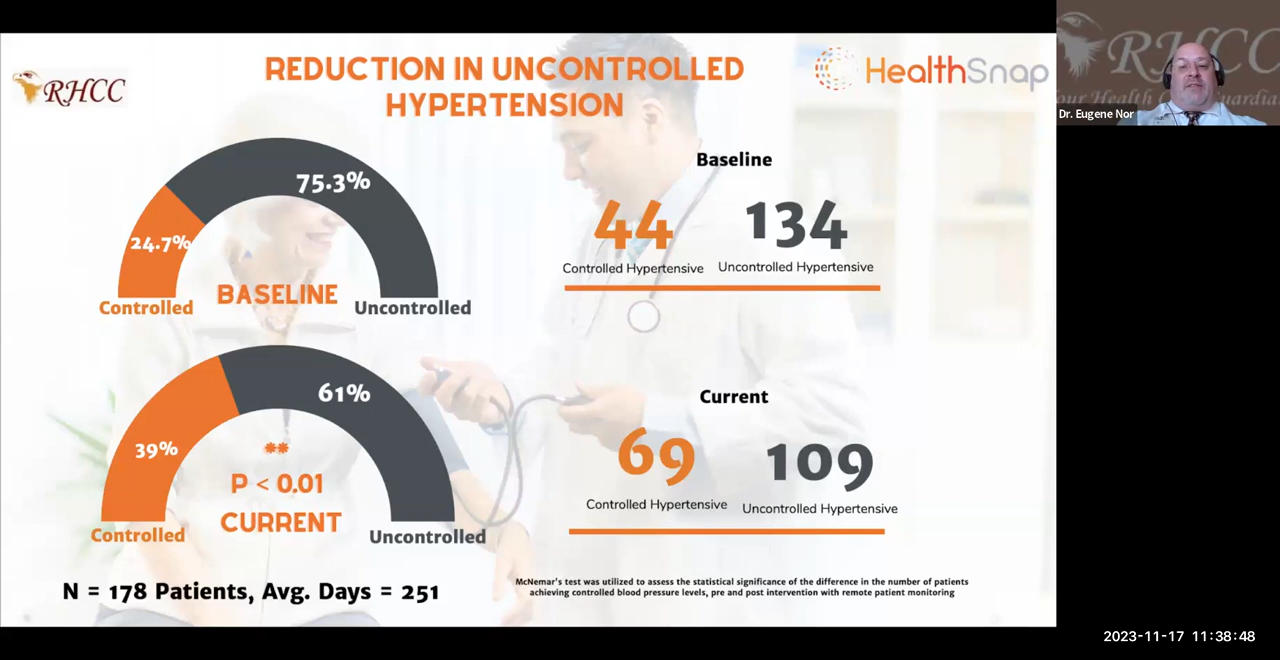 RHCC
REDUCTION IN UNCONTROLLED
HYPERTENSION
HealthSnap
RHCC
Your Health Guardian
Dr. Eugene Nor
75.3%
24.7%
Controlled
BASELINE
Uncontrolled
Baseline
44
134
Controlled Hypertensive
Uncontrolled Hypertensive
61%
39%
**
P < 0.01
CURRENT
Controlled
Uncontrolled
Current
69
109
Controlled Hypertensive
Uncontrolled Hypertensive
N = 178 Patients, Avg. Days = 251
McNemar's test was utilized to assess the statistical significance of the difference in the number of patients
achieving controlled blood pressure levels, pre and post intervention with remote patient monitoring
2023-11-17 11:38:48